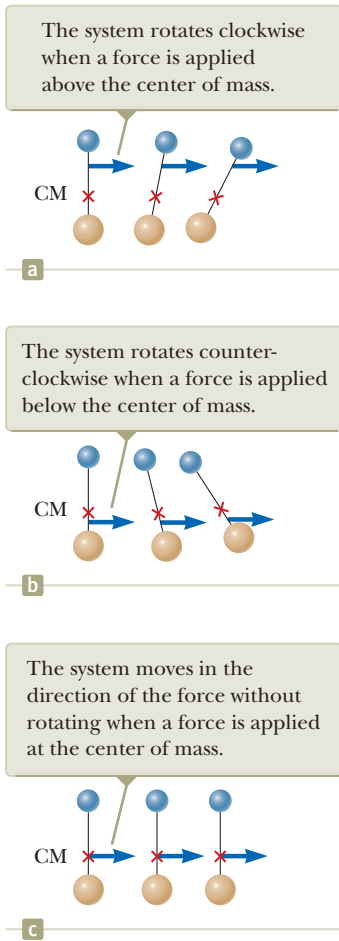 The system rotates clockwise
when a force is applied
above the center of mass.
CM
a
The system rotates counter-
clockwise when a force is applied
below the center of mass.
CM
b
The system moves in the
direction of the force without
rotating when a force is applied
at the center of mass.
CM
c